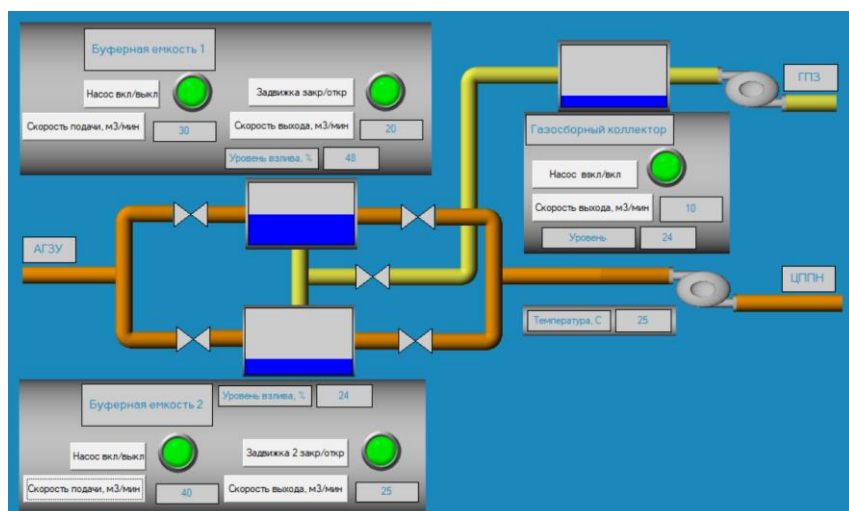 Буферная емкость 1
Насос вкл/выкл
Задвижка закр/откр
Скорость подачи, м3/мин
30
Скорость выхода, м3/мин
20
Уровень взлива, %
48
ГПЗ
Газосборный коллектор
Насос ввкл/вкл
Скорость выхода, м3/мин
10
Уровень
24
АГЗУ
ЦППН
Температура, С
25
Буферная емкость 2
Уровень взлива, %
24
Насос вкл/выкл
Задвижка 2 закр/откр
Скорость подачи, м3/мин
40
Скорость выхода, м3/мин
25